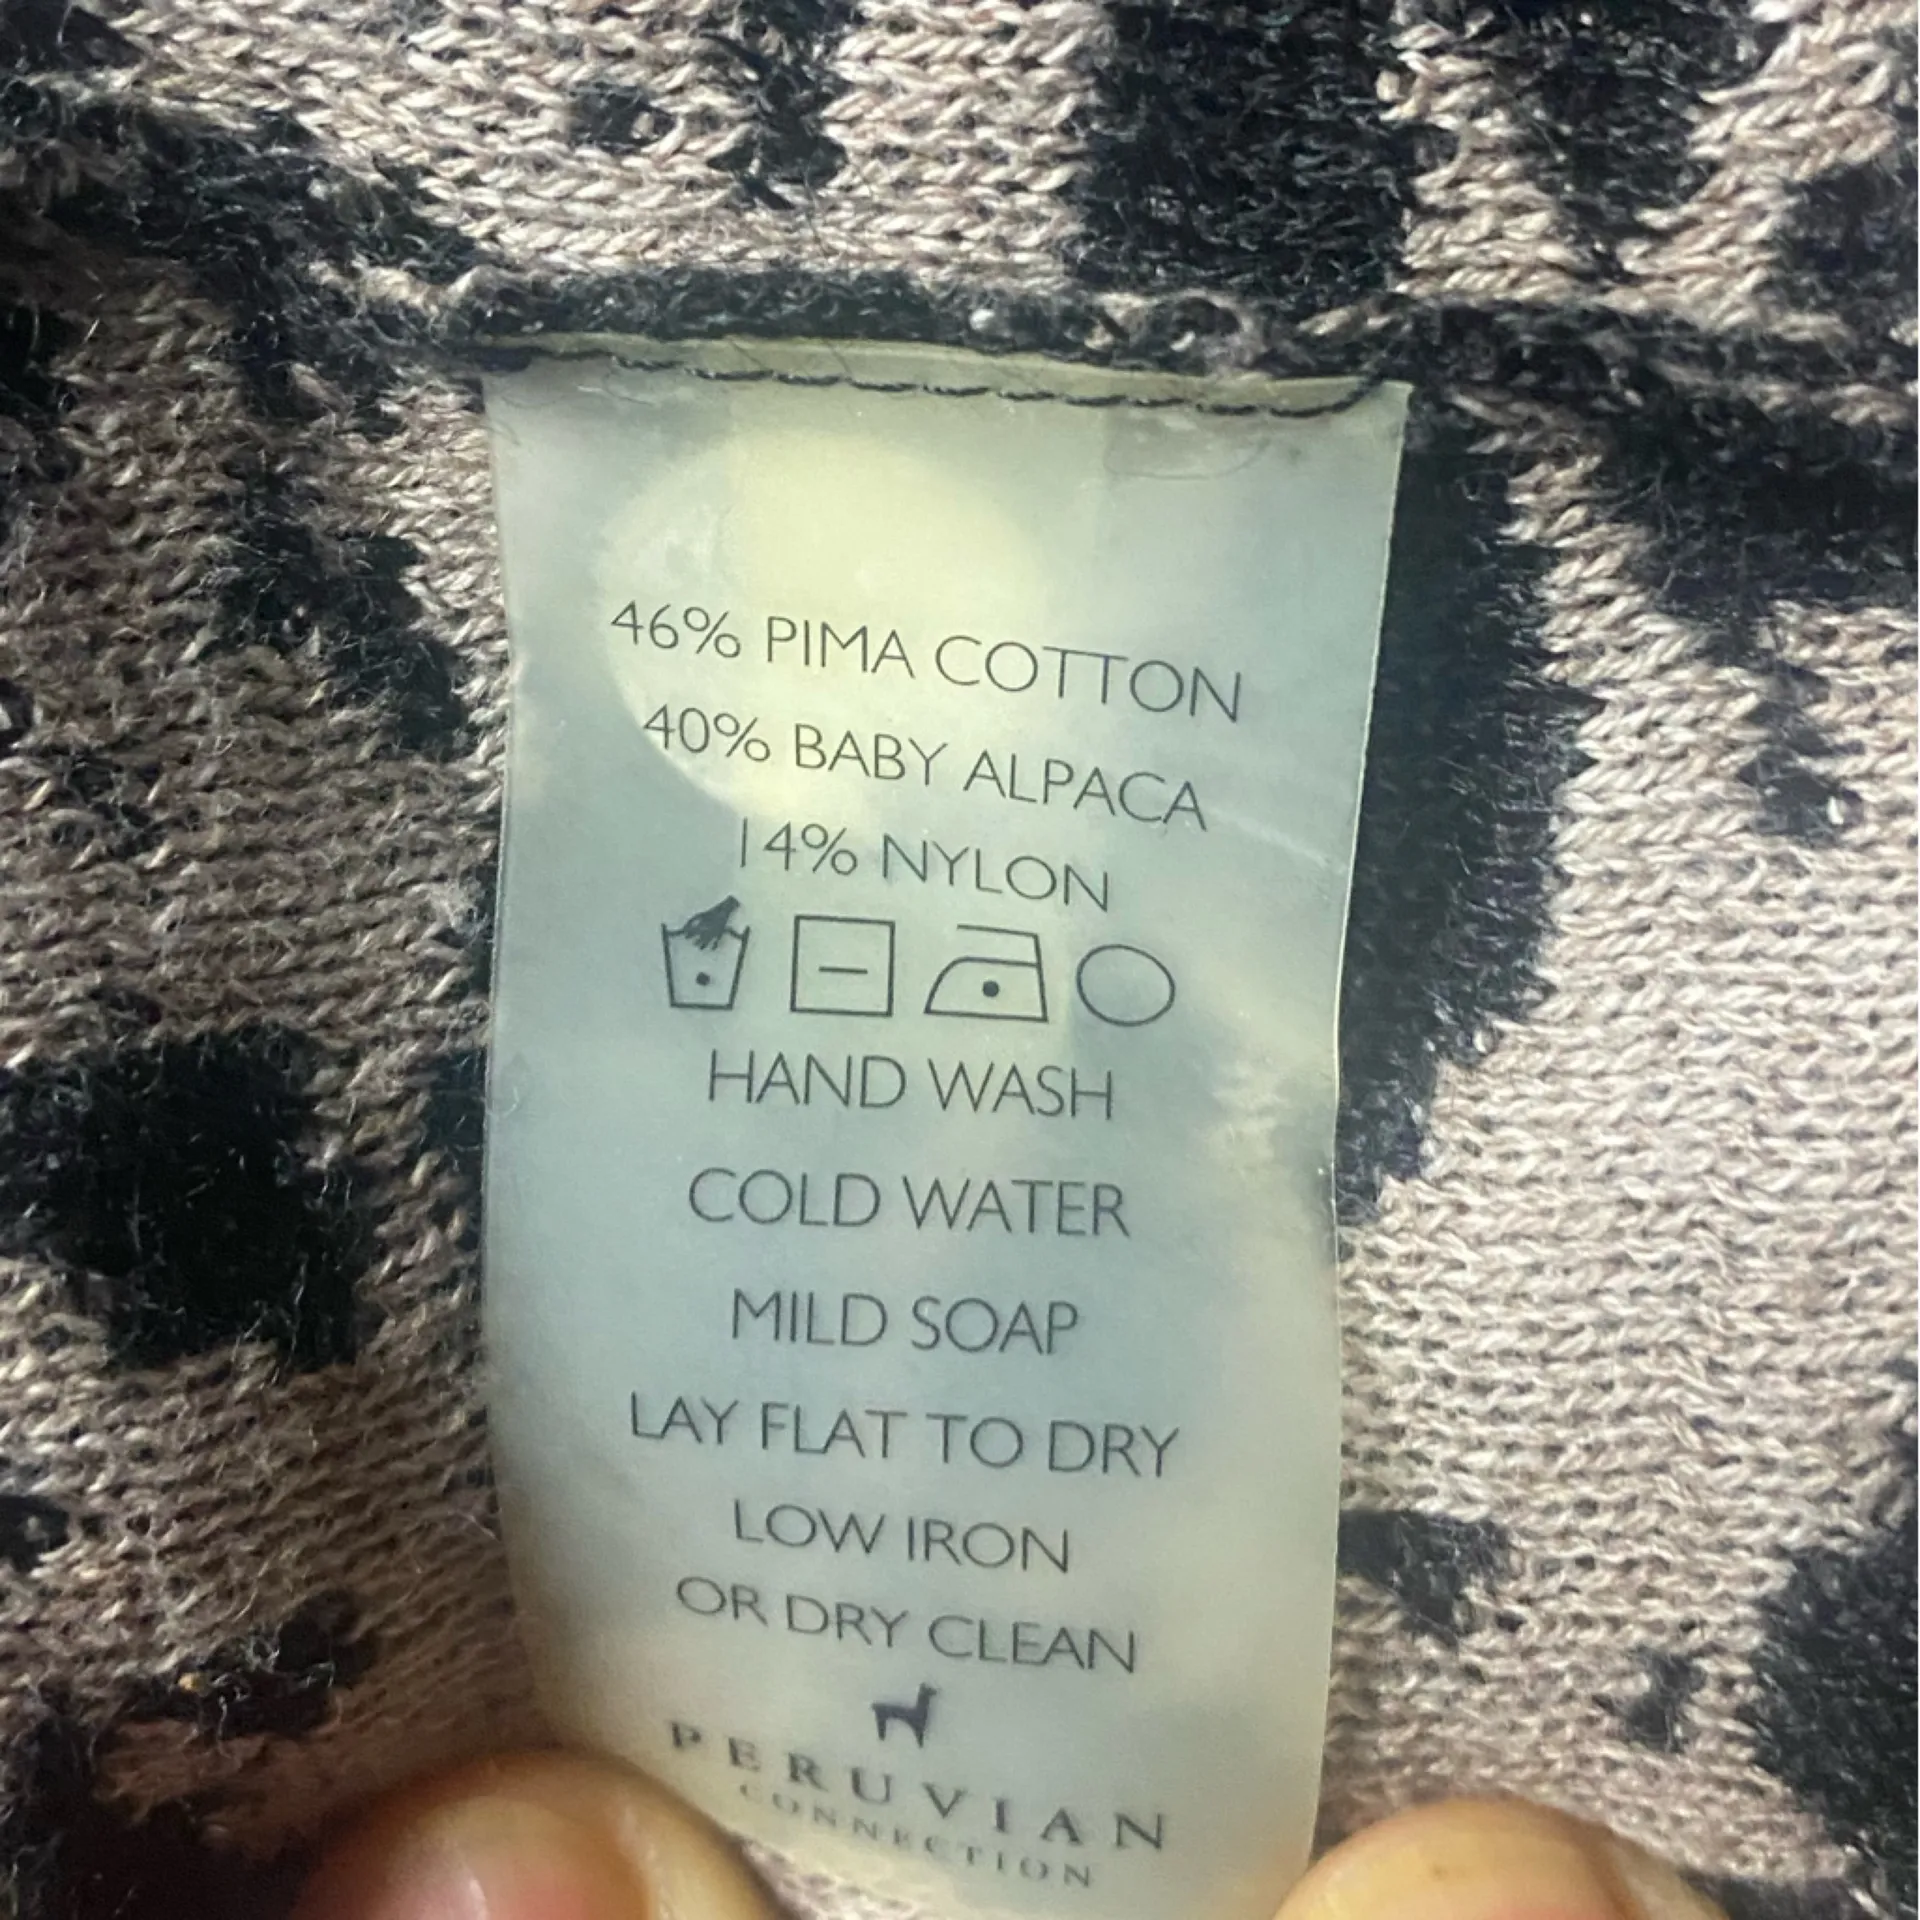 46% PIMA COTTON
40% BABY ALPACA
14% NYLON
HAND WASH
COLD WATER
MILD SOAP
LAY FLAT TO DRY
LOW IRON
OR DRY CLEAN
PERUVIAN
CONNECTION